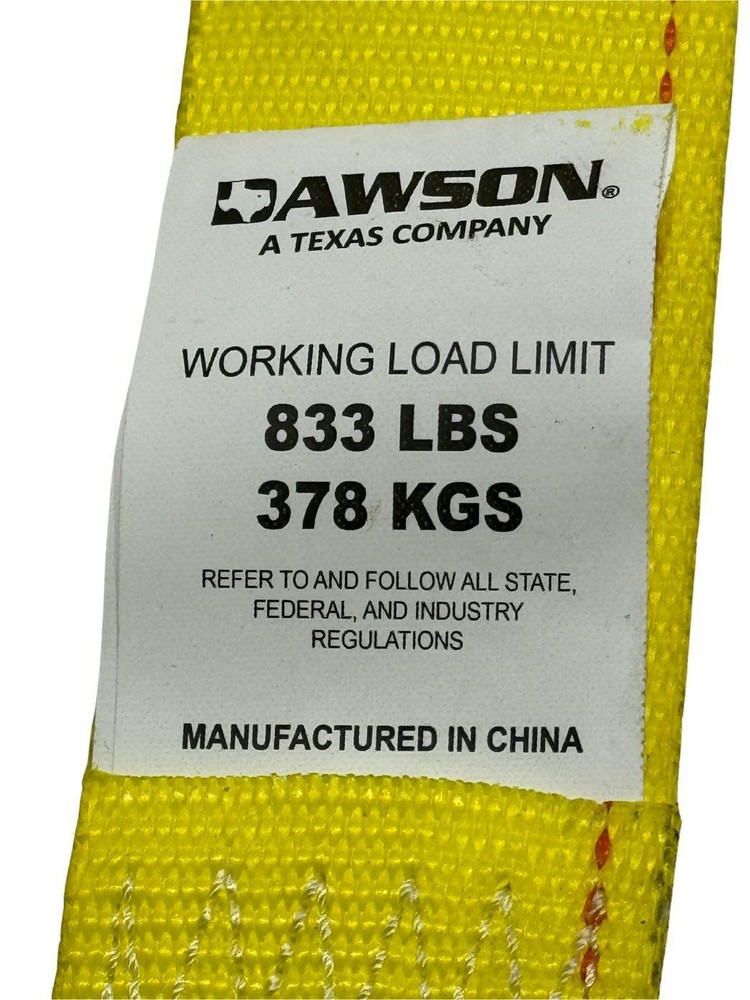 DAWSON®
A TEXAS COMPANY
WORKING LOAD LIMIT
833 LBS
378 KGS
REFER TO AND FOLLOW ALL STATE,
FEDERAL, AND INDUSTRY
REGULATIONS
MANUFACTURED IN CHINA